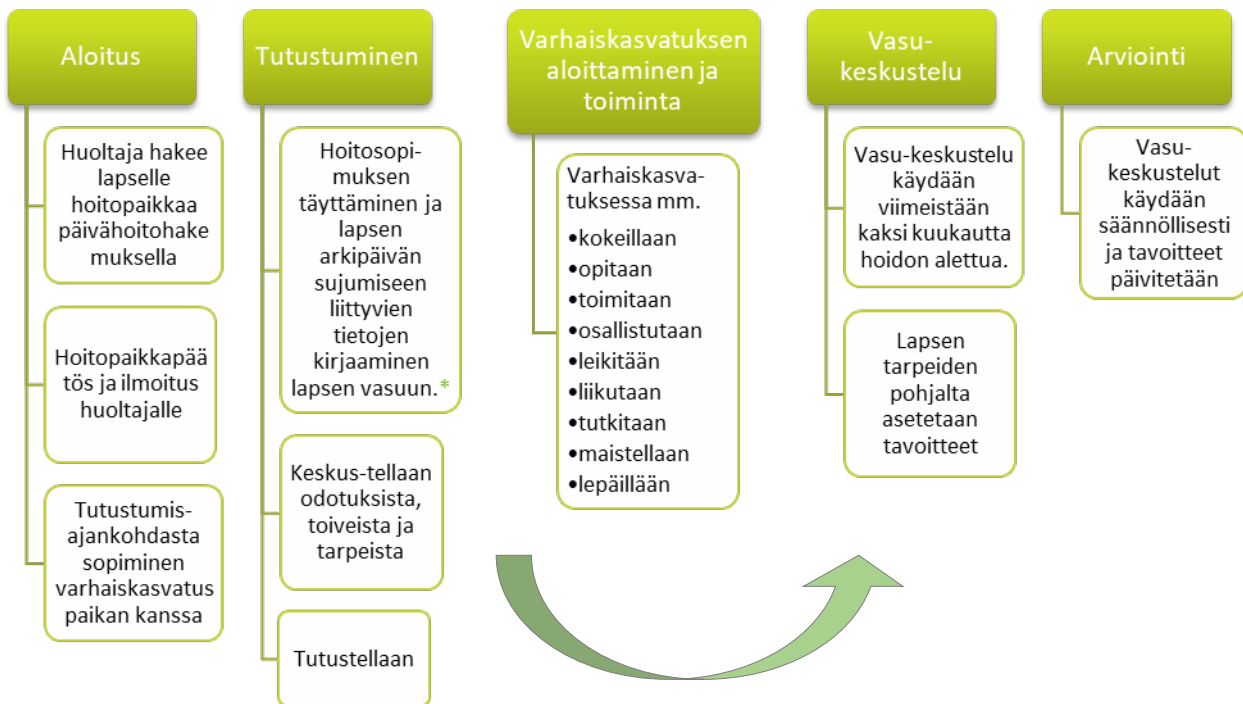 Aloitus
Huoltaja hakee
lapselle
hoitopaikkaa
päivähoitohake
muksella
Hoitopaikkapää
tös ja ilmoitus
huoltajalle
Tutustumis-
ajankohdasta
sopiminen
varhaiskasvatus
paikan kanssa
Tutustuminen
Hoitosopi-
muksen
täyttäminen ja
lapsen
arkipäivän
sujumiseen
liittyvien
tietojen
kirjaaminen
lapsen vasuun.*
Keskus-tellaan
odotuksista,
toiveista ja
tarpeista
Tutustellaan
Varhaiskasvatuksen
aloittaminen ja
toiminta
Varhaiskasva-
tuksessa mm.
•kokeillaan
•opitaan
•toimitaan
•osallistutaan
•leikitään
•liikutaan
•tutkitaan
•maistellaan
•lepäillään
Vasu-
keskustelu
Vasu-keskustelu
käydään
viimeistään
kaksi kuukautta
hoidon alettua.
Lapsen
tarpeiden
pohjalta
asetetaan
tavoitteet
Arviointi
Vasu-
keskustelut
käydään
säännöllisesti
ja tavoitteet
päivitetään